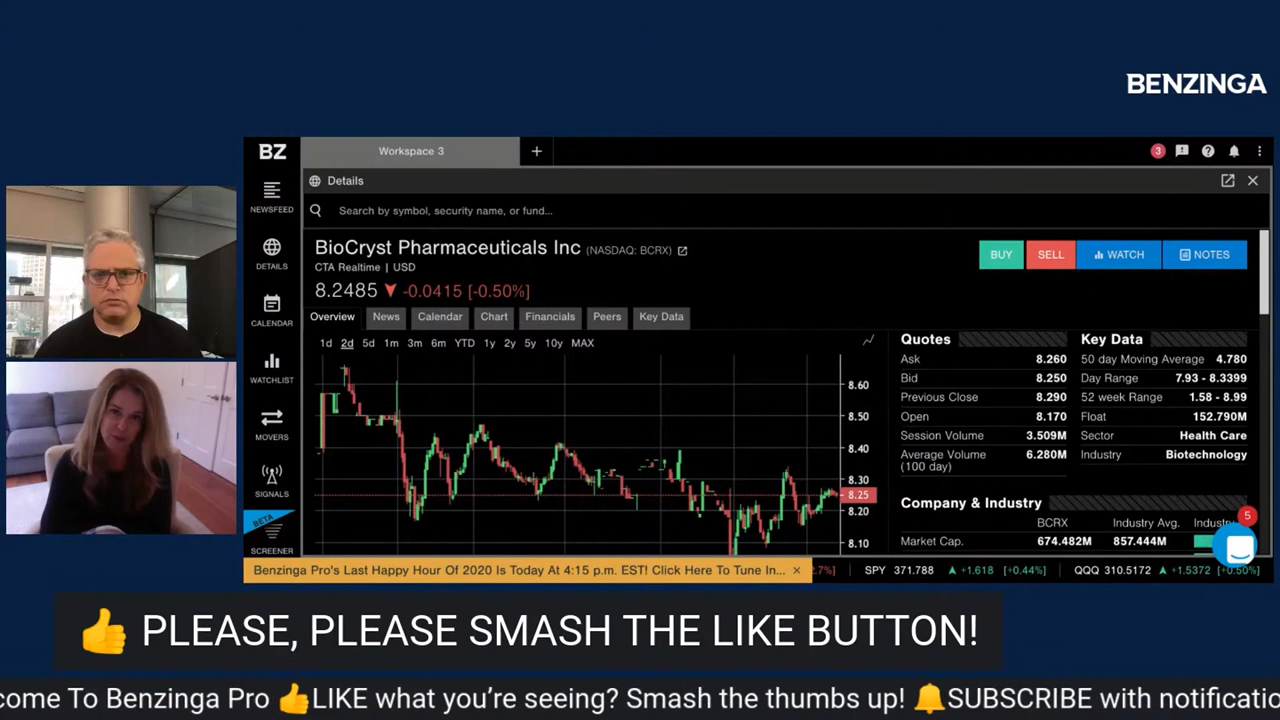 BENZINGA
BZ
Workspace 3
+
3
Details
NEWSFEED
Search by symbol, security name, or fund...
BioCryst Pharmaceuticals Inc (NASDAQ: BCRX)
BUY SELL WATCH NOTES
DETAILS
CTA Realtime | USD
8.2485 ▼ -0.0415 [-0.50%]
Overview News Calendar Chart Financials Peers Key Data
CALENDAR
1d 2d 5d 1m 3m 6m YTD 1y 2y 5y 10y MAX
Quotes
Key Data
Ask 8.260
50 day Moving Average 4.780
Bid 8.250
Day Range 7.93 - 8.3399
Previous Close 8.290
52 week Range 1.58 - 8.99
Open 8.170
Float 152.790M
Session Volume 3.509M
Sector Health Care
Average Volume (100 day) 6.280M
Industry Biotechnology
WATCHLIST
MOVERS
SIGNALS
BETA
SCREENER
8.60
8.50
8.40
8.30
8.25
8.20
8.10
Company & Industry
5
BCRX Industry Avg. Industr
Market Cap. 674.482M 857.444M
Benzinga Pro's Last Happy Hour Of 2020 Is Today At 4:15 p.m. EST! Click Here To Tune In... ×
2.7%] SPY 371.788 ▲ +1.618 [+0.44%] QQQ 310.5172 ▲ +1.5372 [+0.50%]
👍 PLEASE, PLEASE SMASH THE LIKE BUTTON!
come To Benzinga Pro 👍LIKE what you're seeing? Smash the thumbs up! 🔔SUBSCRIBE with notificatio